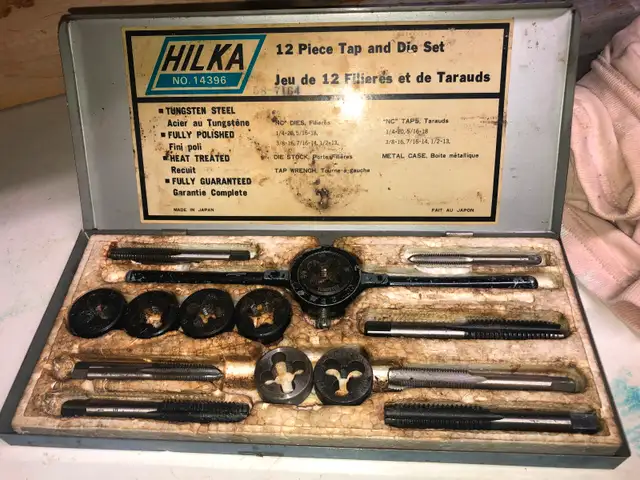 HILKA
NO. 14396
12 Piece Tap and Die Set
Jeu de 12 Filieres et de Tarauds
■ TUNGSTEN STEEL
Acier au Tungstène
■ FULLY POLISHED
Fini poli
■ HEAT TREATED
Recuit
■ FULLY GUARANTEED
Garantie Complete
"NC" DIES, Filieres
1/4-20, 5/16-18,
3/8-16, 7/16-14, 1/2-13,
DIE STOCK, Porte-Filières
TAP WRENCH, Tourne à gauche
"NC" TAPS, Tarauds
1/4-20, 5/16-18
3/8-16, 7/16-14, 1/2-13,
METAL CASE, Boite métallique
MADE IN JAPAN
FAIT AU JAPON